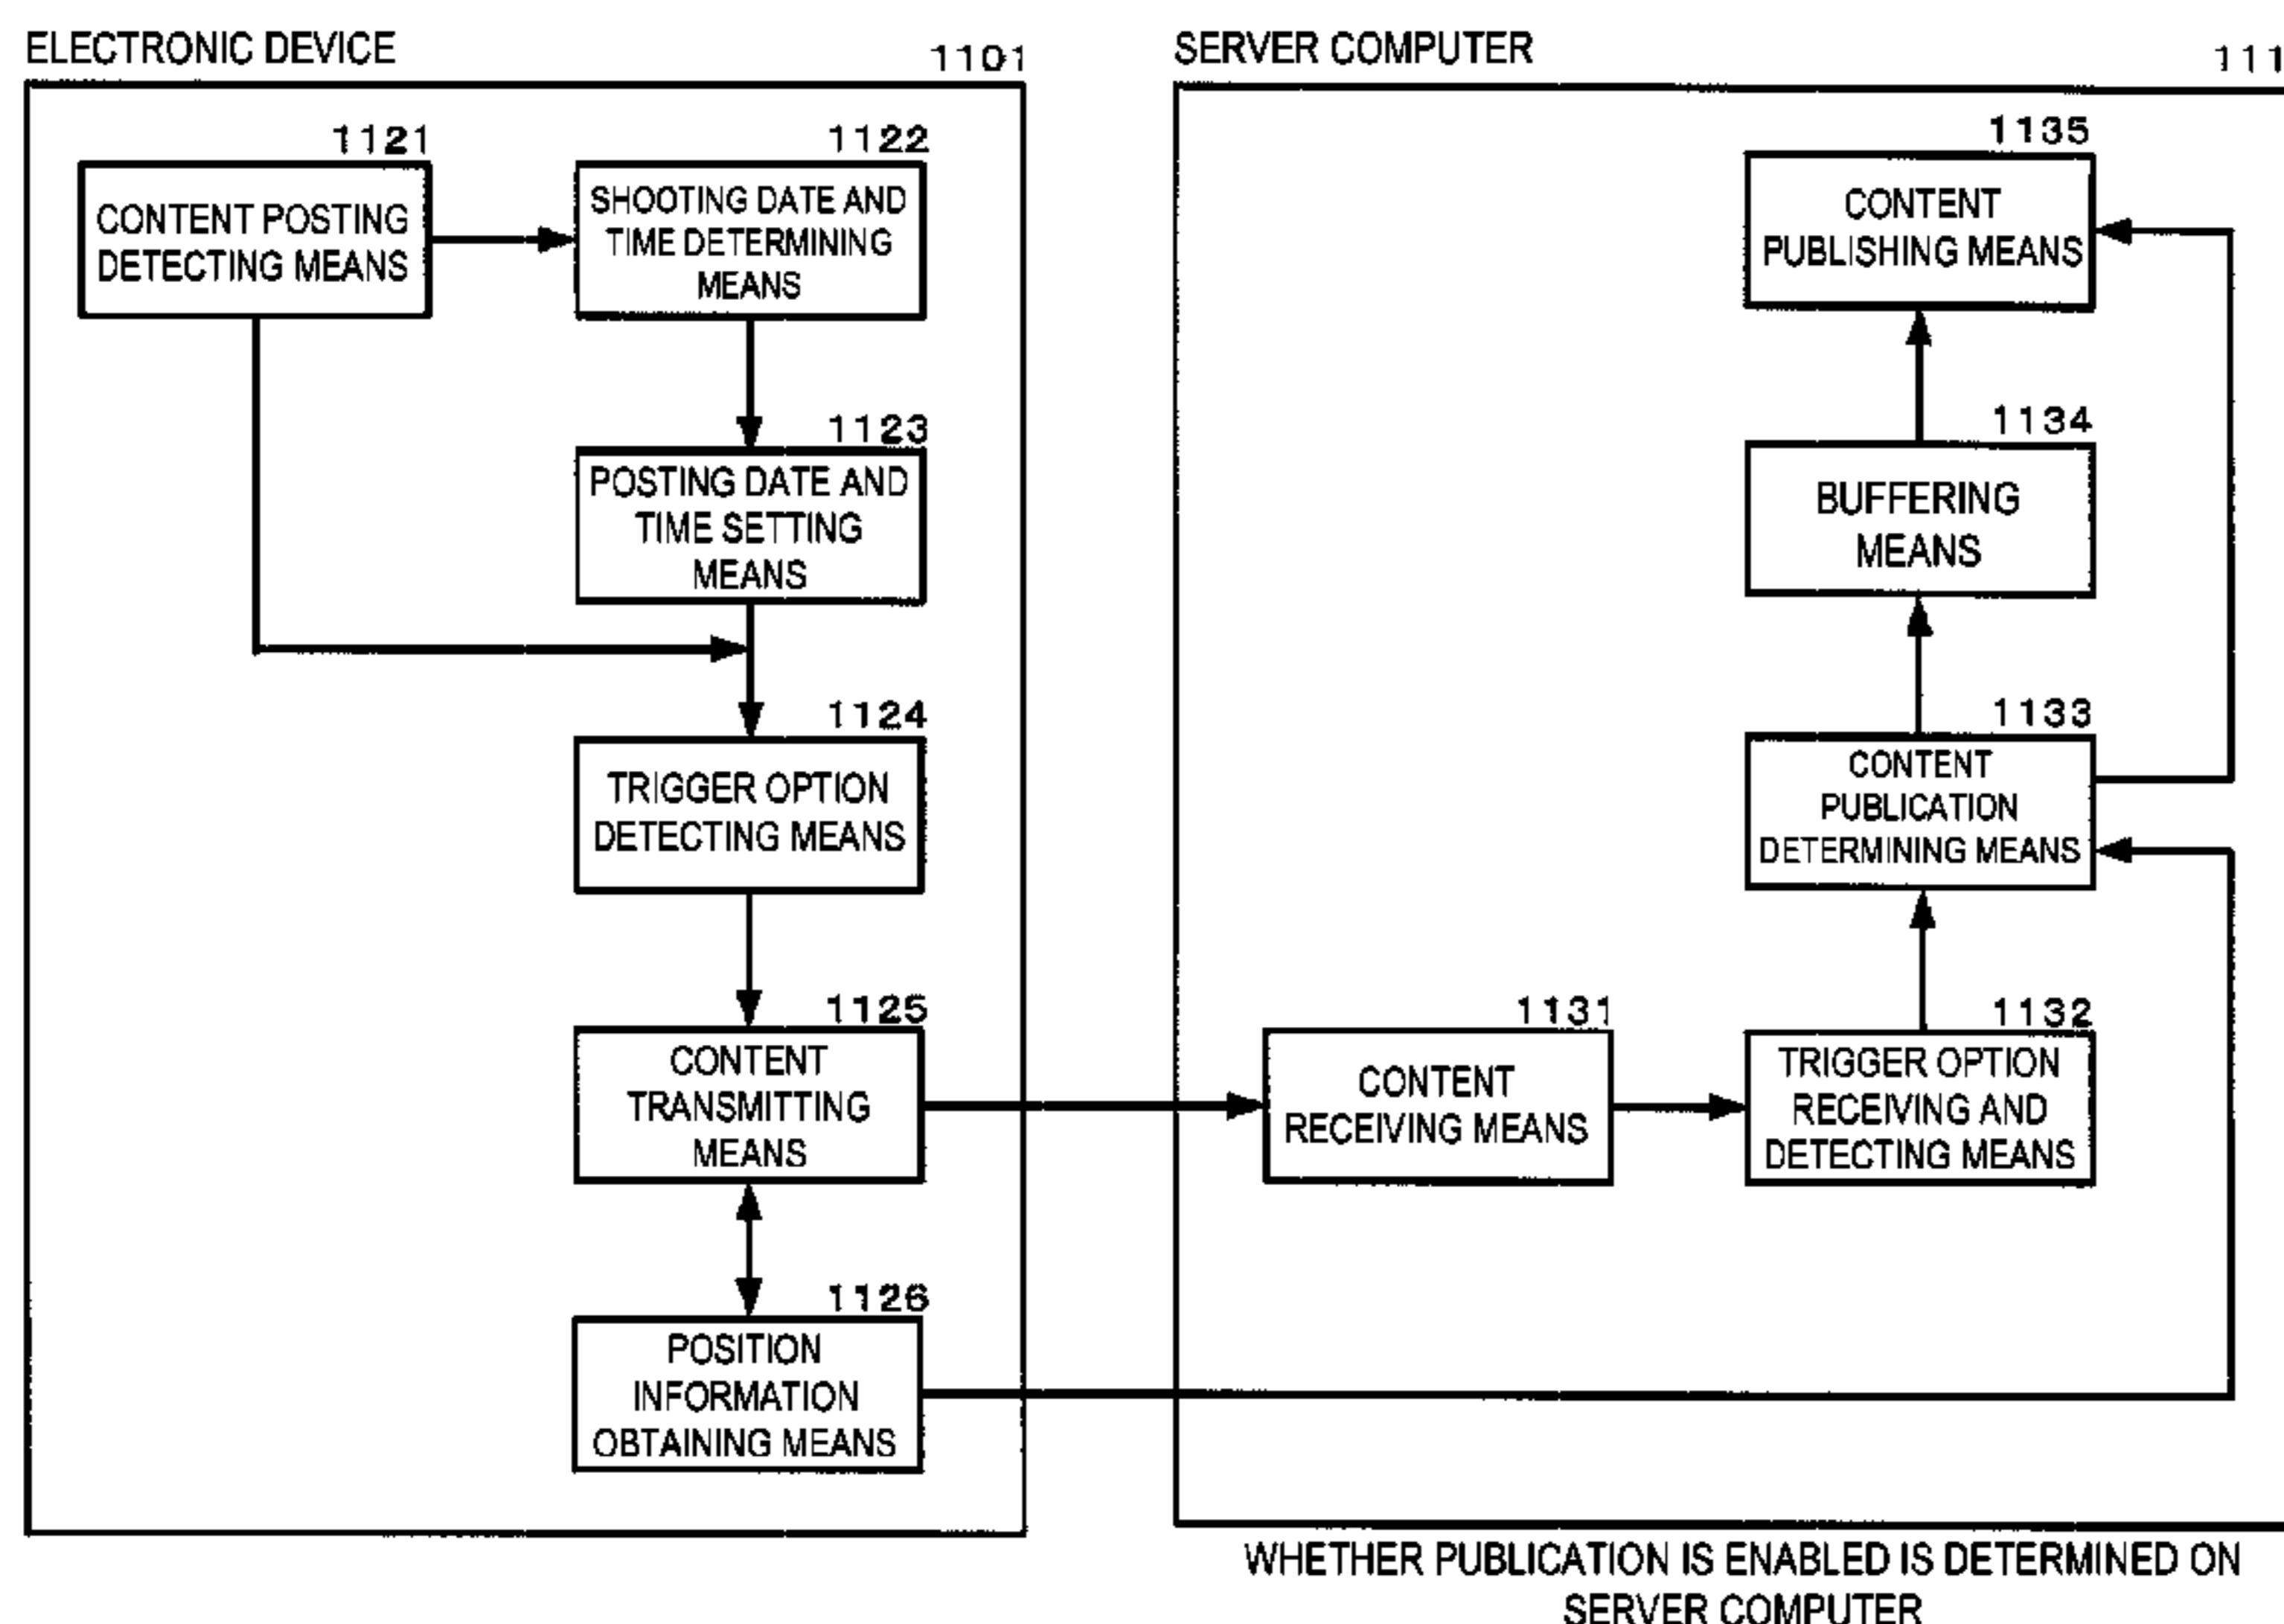 ELECTRONIC DEVICE
1101
1121
CONTENT POSTING
DETECTING MEANS
1122
SHOOTING DATE AND
TIME DETERMINING
MEANS
1123
POSTING DATE AND
TIME SETTING
MEANS
1124
TRIGGER OPTION
DETECTING MEANS
1125
CONTENT
TRANSMITTING
MEANS
1126
POSITION
INFORMATION
OBTAINING MEANS
SERVER COMPUTER
111
1135
CONTENT
PUBLISHING MEANS
1134
BUFFERING
MEANS
1133
CONTENT
PUBLICATION
DETERMINING MEANS
1131
CONTENT
RECEIVING MEANS
1132
TRIGGER OPTION
RECEIVING AND
DETECTING MEANS
WHETHER PUBLICATION IS ENABLED IS DETERMINED ON
SERVER COMPUTER